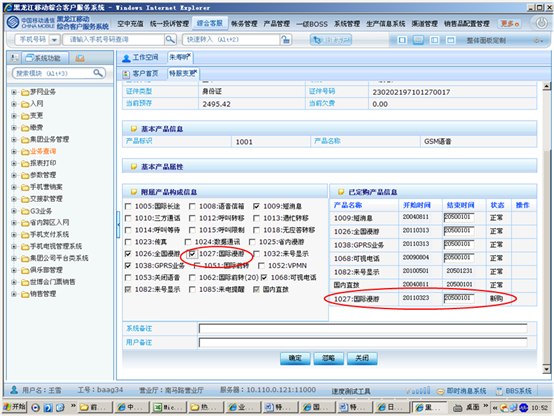 黑龙江移动综合客户服务系统 - Windows Internet Explorer
中国移动通信
CHINA MOBILE
黑龙江移动
综合客户服务系统
空中充值 统一投诉管理 综合客服 账务管理 产品管理 一级BOSS 系统管理 生产信息系统 渠道管理 销售品配置管理 更多
手机号码 请输入手机号码查询 快速转入 (Alt+2) 整体面板定制
系统功能
工作空间
搜索模块 (Alt+3)
客户首页 特服变更
梦网业务
入网
变更
缴费
集团业务管理
业务查询
报表打印
参数管理
手机营销案
交接款管理
G3业务
省内跨区入网
手机支付系统
手机电视管理系统
集团公司平台类系统
俱乐部管理
世博会门票销售
销售管理
证件类型 身份证 证件号码 230202197101270017
当前预存 2495.42 当前欠费 0.00
基本产品信息
产品标识 1001 产品名称 GSM语音
基本产品属性
附属产品构成信息
1005:国际长途 1008:语音信箱 1009:短消息
1010:三方通话 1012:呼叫转移 1013:遇忙转移
1014:呼叫等待 1015:呼叫限制 1018:无应答转移
1023:传真 1024:数据通讯 1025:省内漫游
1026:全国漫游 1027:国际漫游 1032:来号显示
1038:GPRS业务 1051:国际前转 1052:VPMN
1053:关闭语音 1062:国际前转(20) 1068:可视电话
1082:来号显示 1085:未电提醒 国内直拨
已定购产品信息
产品名称 开始时间 结束时间 状态 操作
1009:短消息 20040811 20500101 正常
1026:全国漫游 20110313 20500101 正常
1038:GPRS业务 20110313 20500101 正常
1068:可视电话 20090804 20500101 正常
1082:来号显示 20100501 20501231 正常
国内直拨 20040811 20500101 正常
1027:国际漫游 20110323 20500101 新购
系统备注
用户备注
确定 忽略 关闭
用户名：王雪 工号：baag34 营业厅：南马路营业厅 服务器：10.110.0.121:11000 速度测试工具 即时消息系统 BBS系统
开始 桌面 10:52